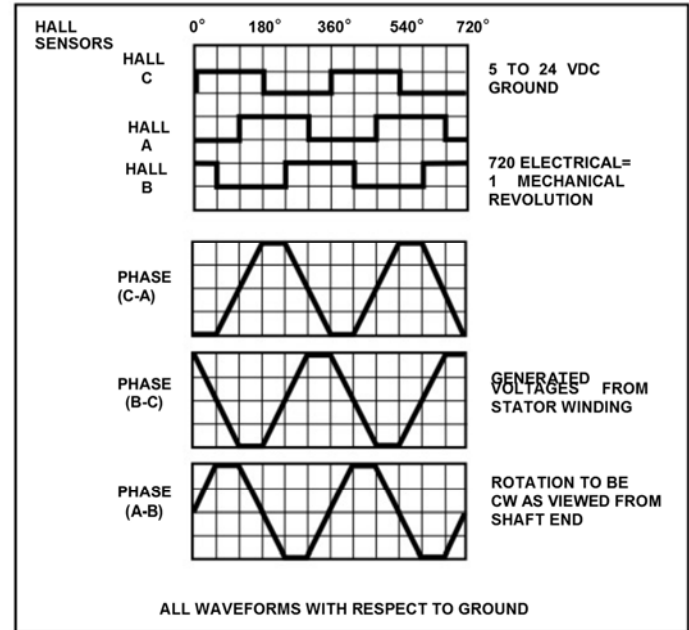 HALL
SENSORS
0° 180° 360° 540° 720°
HALL
C
5 TO 24 VDC
GROUND
HALL
A
HALL
B
720 ELECTRICAL=
1 MECHANICAL
REVOLUTION
PHASE
(C-A)
PHASE
(B-C)
GENERATED
VOLTAGES FROM
STATOR WINDING
PHASE
(A-B)
ROTATION TO BE
CW AS VIEWED FROM
SHAFT END
ALL WAVEFORMS WITH RESPECT TO GROUND